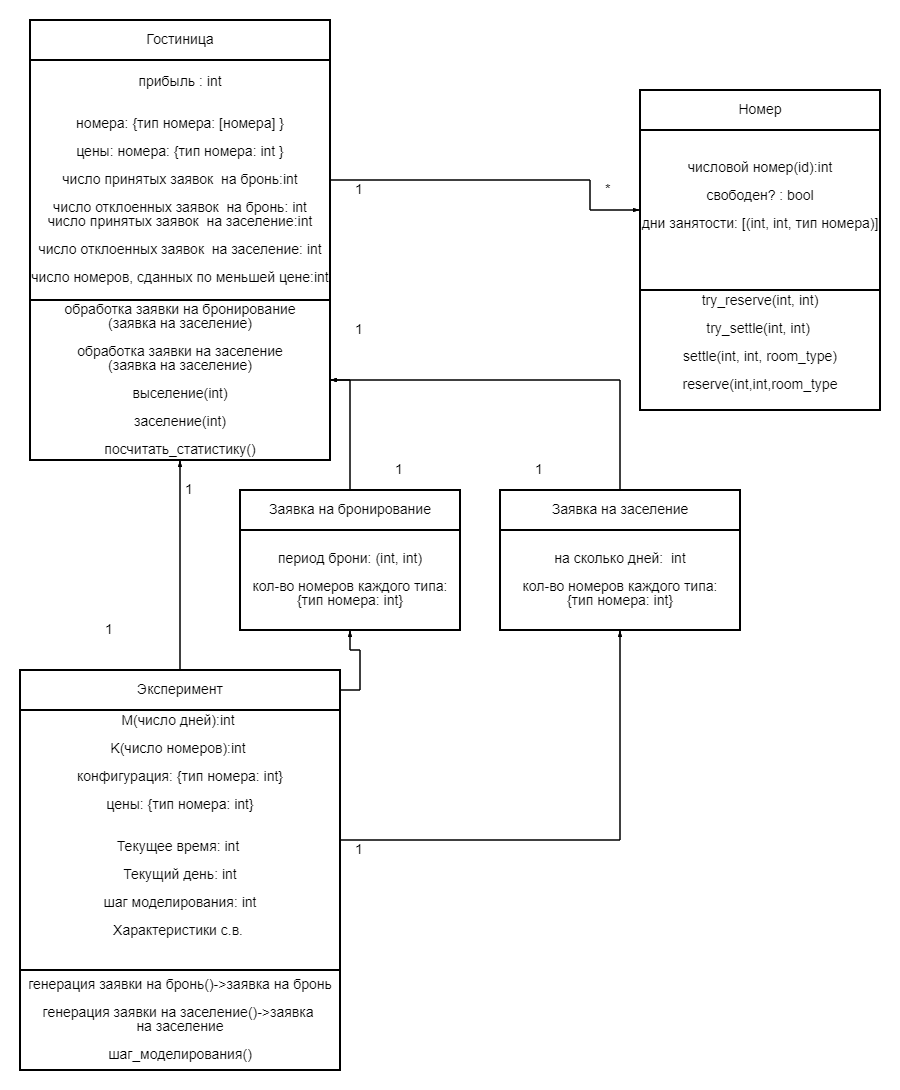 Гостиница
прибыль : int
номера: {тип номера: [номера] }
цены: номера: {тип номера: int }
число принятых заявок на бронь:int
число отклоенных заявок на бронь: int
число принятых заявок на заселение:int
число отклоенных заявок на заселение: int
число номеров, сданных по меньшей цене:int
обработка заявки на бронирование
(заявка на заселение)
обработка заявки на заселение
(заявка на заселение)
выселение(int)
заселение(int)
посчитать_статистику()
1
*
Номер
числовой номер(id):int
свободен? : bool
дни занятости: [(int, int, тип номера)]
try_reserve(int, int)
try_settle(int, int)
settle(int, int, room_type)
reserve(int,int,room_type
1
1
1
1
Заявка на бронирование
период брони: (int, int)
кол-во номеров каждого типа:
{тип номера: int}
Заявка на заселение
на сколько дней: int
кол-во номеров каждого типа:
{тип номера: int}
1
Эксперимент
M(число дней):int
K(число номеров):int
конфигурация: {тип номера: int}
цены: {тип номера: int}
Текущее время: int
Текущий день: int
шаг моделирования: int
Характеристики с.в.
генерация заявки на бронь()->заявка на бронь
генерация заявки на заселение()->заявка
на заселение
шаг_моделирования()
1